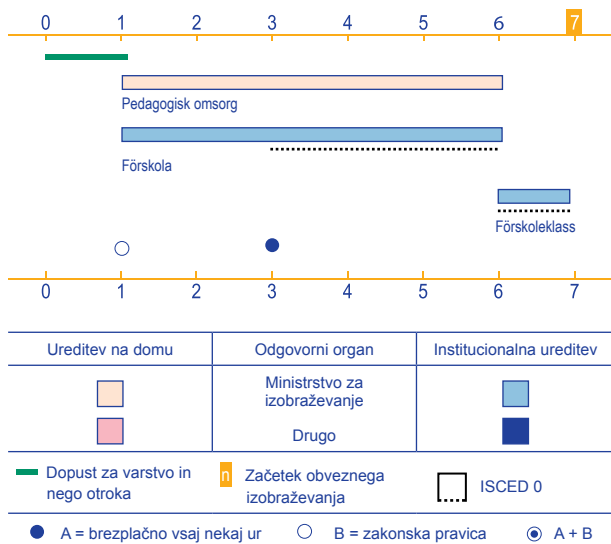 0 1 2 3 4 5 6 7
Pedagogisk omsorg
Förskola
Förskoleklass
0 1 2 3 4 5 6 7
Ureditev na domu Odgovorni organ Institucionalna ureditev
Ministrstvo za
izobraževanje
Drugo
Dopust za varstvo in
nego otroka
n Začetek obveznega
izobraževanja
ISCED 0
A = brezplačno vsaj nekaj ur B = zakonska pravica A + B